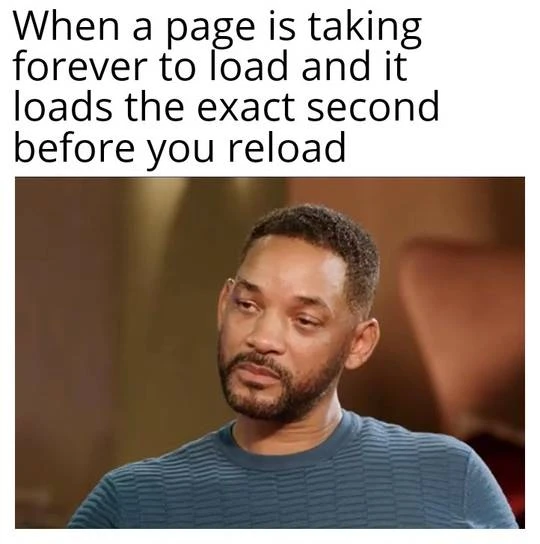 When a page is taking
forever to load and it
loads the exact second
before you reload